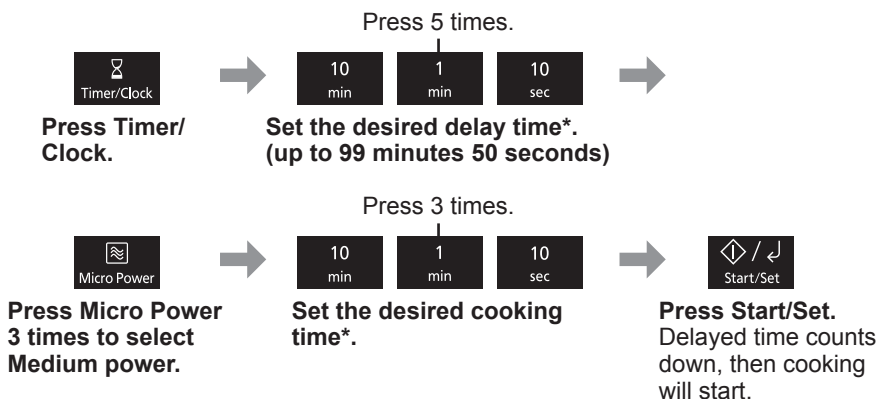 Press 5 times.
Timer/Clock
10 min
1 min
10 sec
Press Timer/
Clock.
Set the desired delay time*.
(up to 99 minutes 50 seconds)
Press 3 times.
Micro Power
10 min
1 min
10 sec
/
Start/Set
Press Micro Power
3 times to select
Medium power.
Set the desired cooking
time*.
Press Start/Set.
Delayed time counts
down, then cooking
will start.